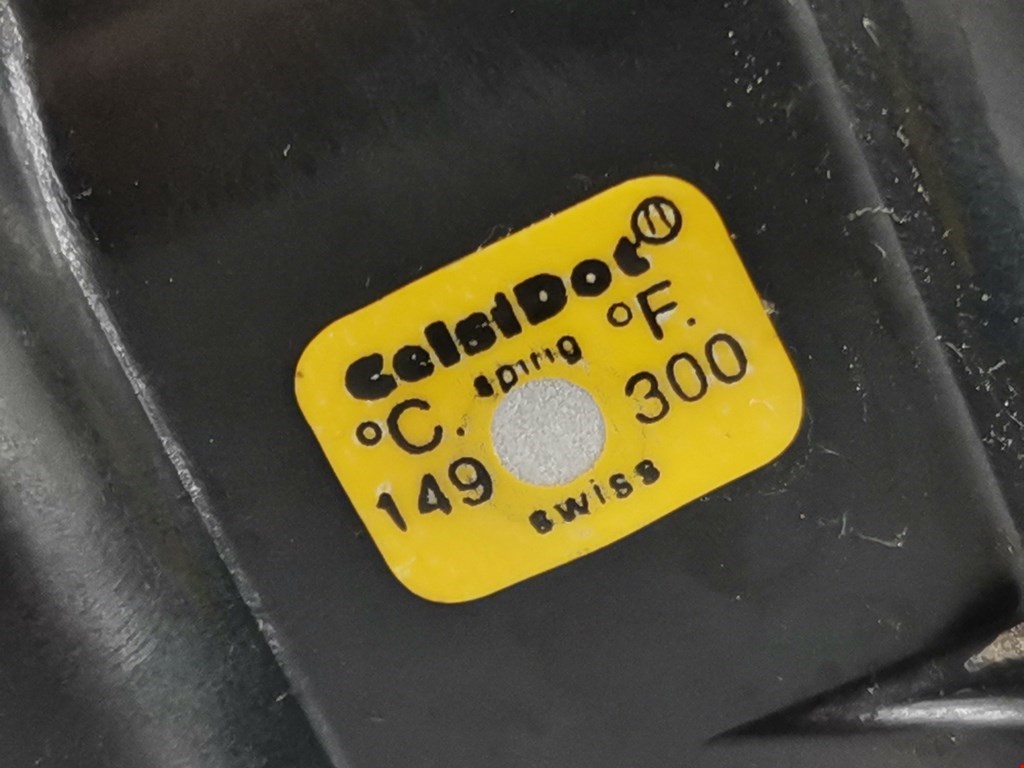 CelsiDot®
spirig
°C. °F.
149 300
swiss